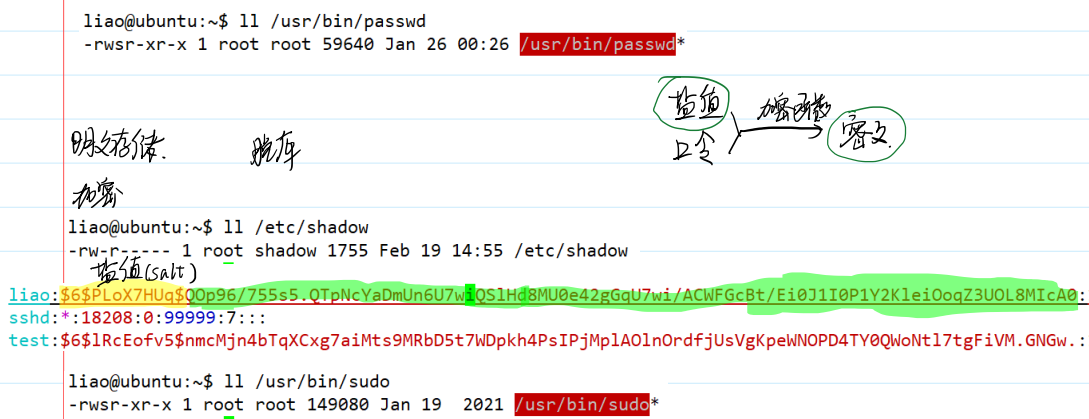 liao@ubuntu:~$ ll /usr/bin/passwd
-rwsr-xr-x 1 root root 59640 Jan 26 00:26 /usr/bin/passwd*
盐值 加密函数
口令 密文
明文存储 脱库
加密
liao@ubuntu:~$ ll /etc/shadow
-rw-r----- 1 root shadow 1755 Feb 19 14:55 /etc/shadow
盐值(salt)
liao:$6$PLoX7HUq$QOp96/755s5.QTpNcYaDmUn6U7wiQSlHd8MU0e42gGqU7wi/ACWFGcBt/Ei0J1I0P1Y2KleiOoqZ3UOL8MIcA0:
sshd:*:18208:0:99999:7:::
test:$6$lRcEofv5$nmcMjn4bTqXCxg7aiMts9MRbD5t7WDpkh4PsIPjMplAOlnOrdfjUsVgKpeWNOPD4TY0QWoNtl7tgFiVM.GNGw.:
liao@ubuntu:~$ ll /usr/bin/sudo
-rwsr-xr-x 1 root root 149080 Jan 19  2021 /usr/bin/sudo*